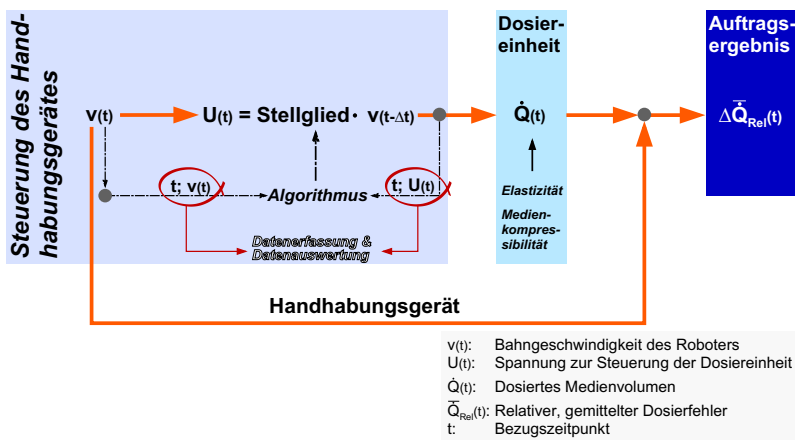 Steuerung des Hand-
habungsgerätes
v(t)
U(t) = Stellglied· v(t-Δt)
t; v(t)
Algorithmus
t; U(t)
Datenerfassung &
Datenauswertung
Dosier-
einheit
Q̇(t)
Elastizität
Medien-
kompres-
sibilität
Auftrags-
ergebnis
ΔQ̇̅Rel(t)
Handhabungsgerät
v(t): Bahngeschwindigkeit des Roboters
U(t): Spannung zur Steuerung der Dosiereinheit
Q̇(t): Dosiertes Medienvolumen
Q̇̅Rel(t): Relativer, gemittelter Dosierfehler
t: Bezugszeitpunkt